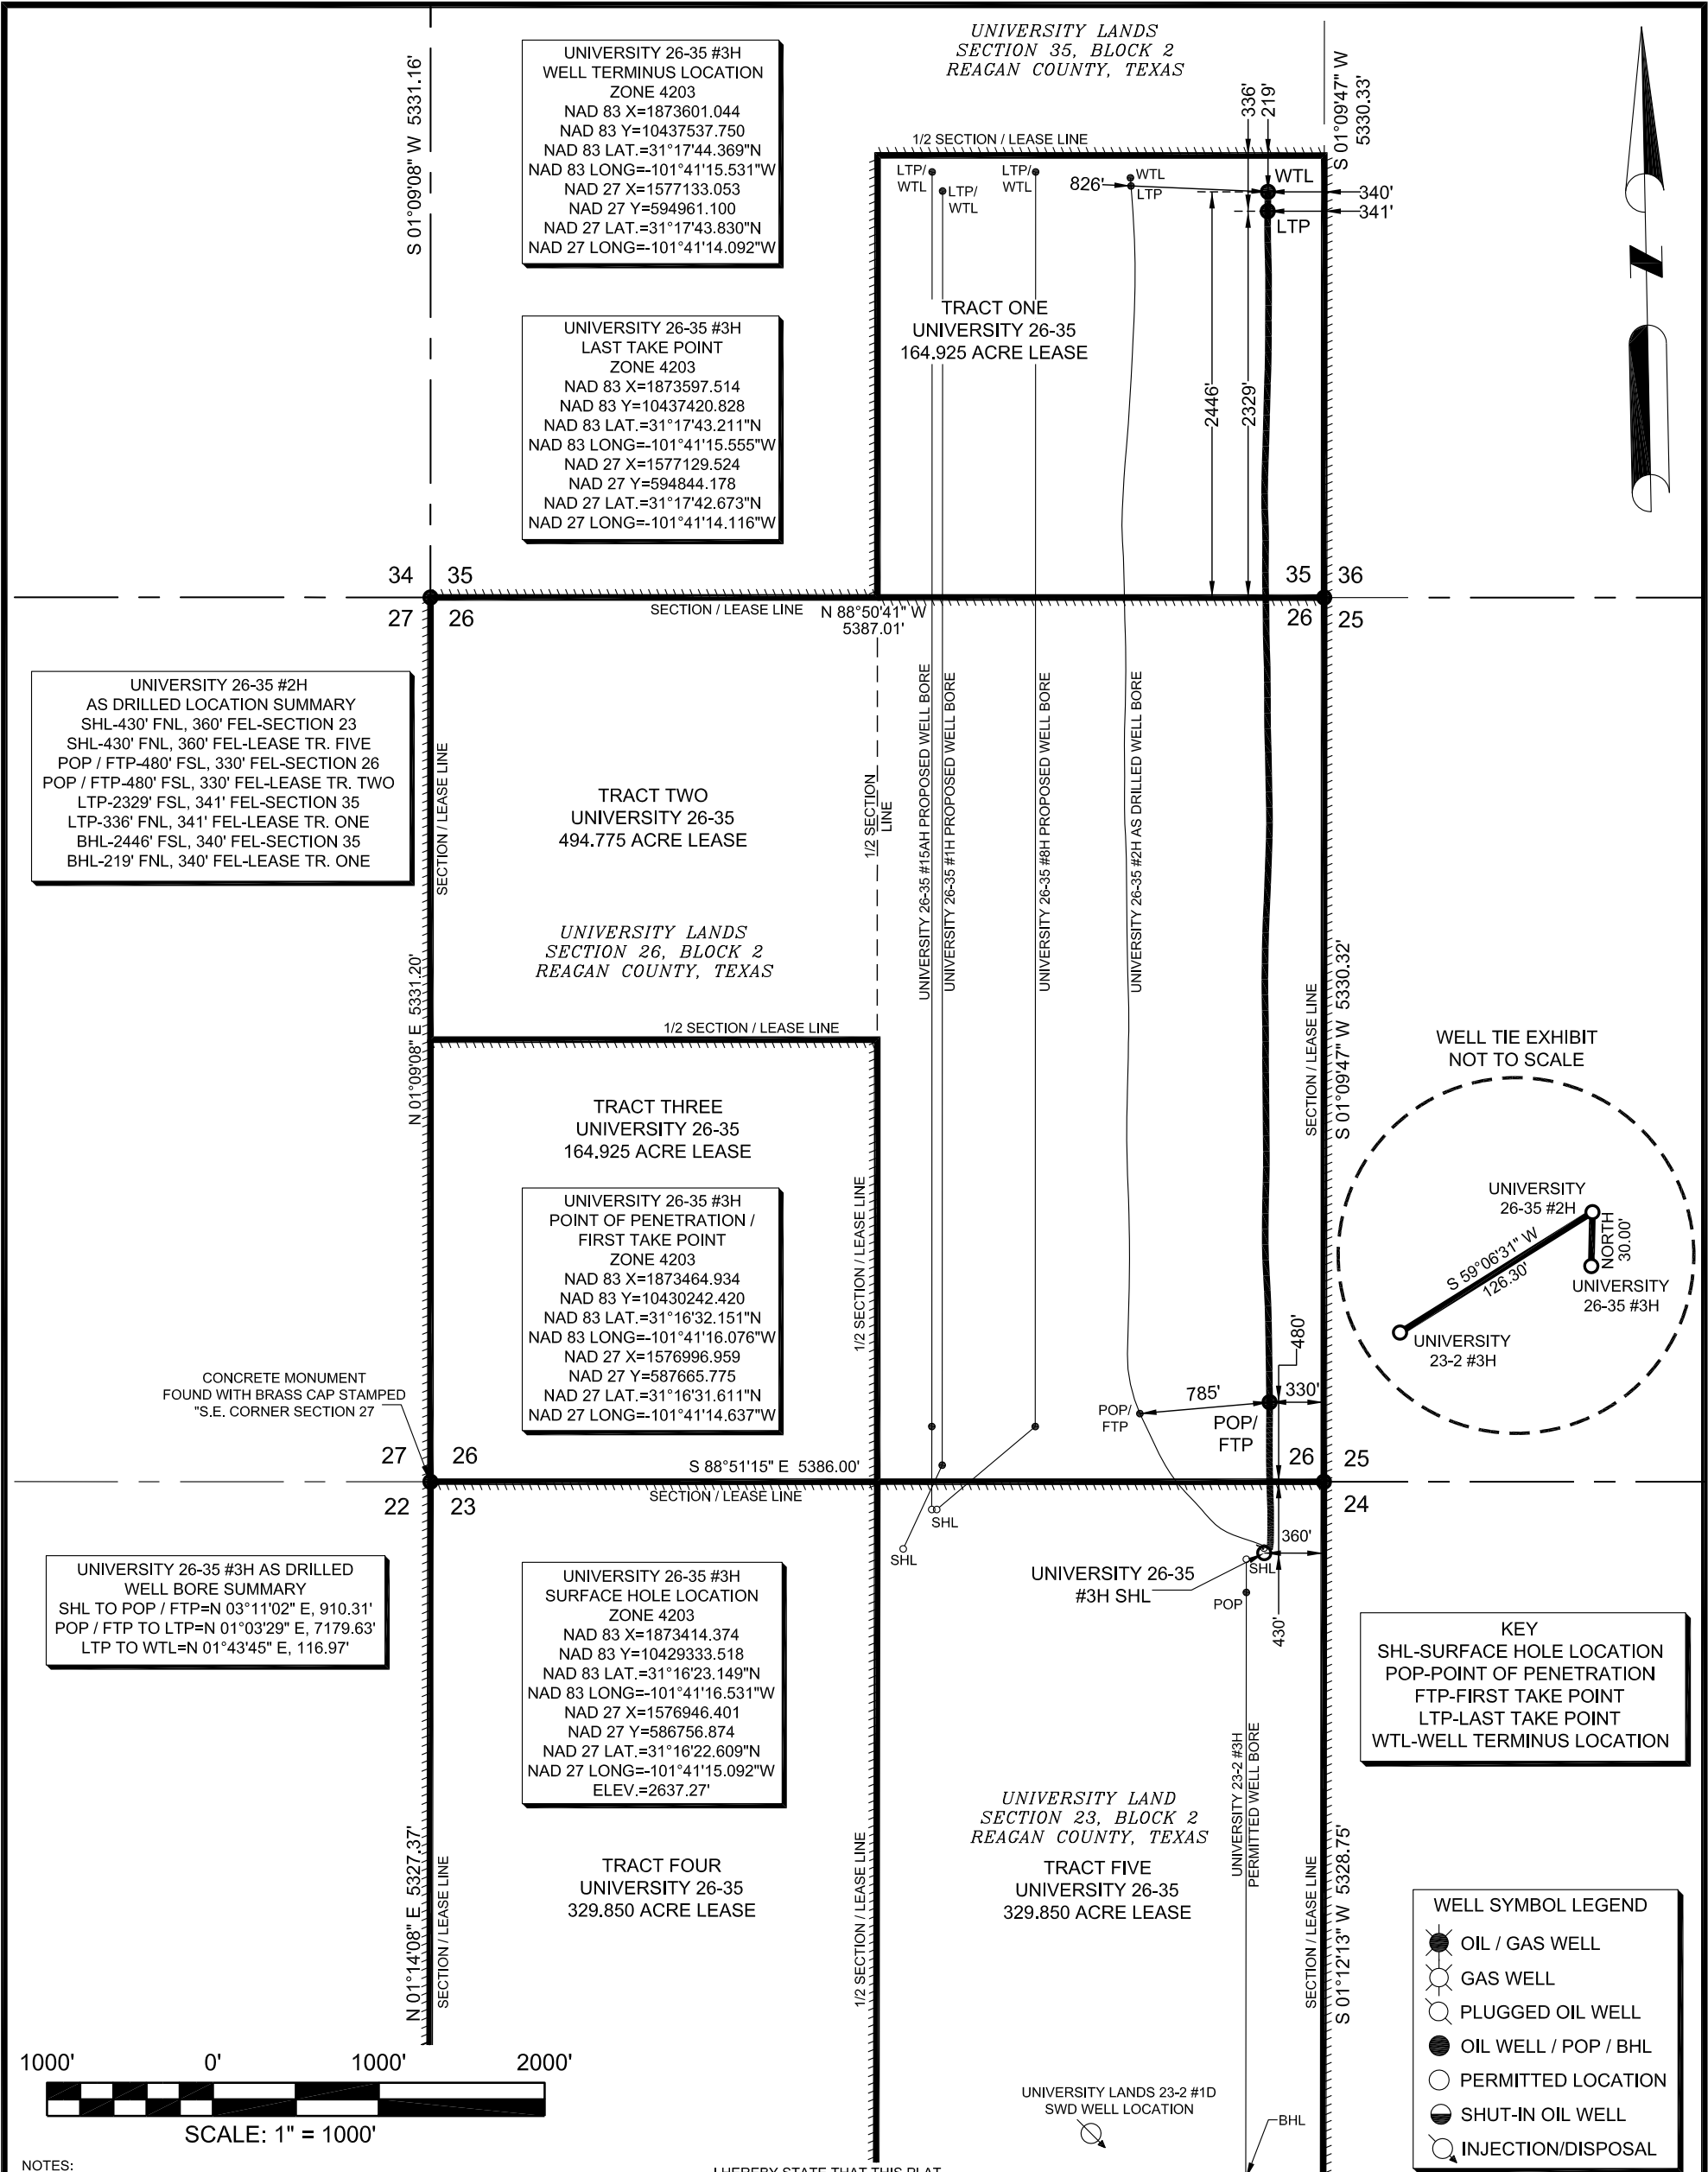 UNIVERSITY LANDS
SECTION 35, BLOCK 2
REAGAN COUNTY, TEXAS
S 01°09'08" W 5331.16'
UNIVERSITY 26-35 #3H
WELL TERMINUS LOCATION
ZONE 4203
NAD 83 X=1873601.044
NAD 83 Y=10437537.750
NAD 83 LAT.=31°17'44.369"N
NAD 83 LONG=-101°41'15.531"W
NAD 27 X=1577133.053
NAD 27 Y=594961.100
NAD 27 LAT.=31°17'43.830"N
NAD 27 LONG=-101°41'14.092"W
336'
219'
S 01°09'47" W
5330.33'
1/2 SECTION / LEASE LINE
LTP/
WTL
LTP/
WTL
LTP/
WTL
826'
WTL
LTP
WTL
340'
341'
LTP
UNIVERSITY 26-35 #3H
LAST TAKE POINT
ZONE 4203
NAD 83 X=1873597.514
NAD 83 Y=10437420.828
NAD 83 LAT.=31°17'43.211"N
NAD 83 LONG=-101°41'15.555"W
NAD 27 X=1577129.524
NAD 27 Y=594844.178
NAD 27 LAT.=31°17'42.673"N
NAD 27 LONG=-101°41'14.116"W
TRACT ONE
UNIVERSITY 26-35
164.925 ACRE LEASE
2446'
2329'
34 35
35 36
27 26
26 25
SECTION / LEASE LINE
N 88°50'41" W
5387.01'
UNIVERSITY 26-35 #2H
AS DRILLED LOCATION SUMMARY
SHL-430' FNL, 360' FEL-SECTION 23
SHL-430' FNL, 360' FEL-LEASE TR. FIVE
POP / FTP-480' FSL, 330' FEL-SECTION 26
POP / FTP-480' FSL, 330' FEL-LEASE TR. TWO
LTP-2329' FSL, 341' FEL-SECTION 35
LTP-336' FNL, 341' FEL-LEASE TR. ONE
BHL-2446' FSL, 340' FEL-SECTION 35
BHL-219' FNL, 340' FEL-LEASE TR. ONE
SECTION / LEASE LINE
TRACT TWO
UNIVERSITY 26-35
494.775 ACRE LEASE
1/2 SECTION
LINE
UNIVERSITY 26-35 #15AH PROPOSED WELL BORE
UNIVERSITY 26-35 #1H PROPOSED WELL BORE
UNIVERSITY 26-35 #8H PROPOSED WELL BORE
UNIVERSITY 26-35 #2H AS DRILLED WELL BORE
UNIVERSITY LANDS
SECTION 26, BLOCK 2
REAGAN COUNTY, TEXAS
N 01°09'08" E 5331.20'
1/2 SECTION / LEASE LINE
SECTION / LEASE LINE
S 01°09'47" W 5330.32'
WELL TIE EXHIBIT
NOT TO SCALE
UNIVERSITY
26-35 #2H
S 59°06'31" W
126.30'
NORTH
30.00'
UNIVERSITY
26-35 #3H
UNIVERSITY
23-2 #3H
TRACT THREE
UNIVERSITY 26-35
164.925 ACRE LEASE
1/2 SECTION / LEASE LINE
UNIVERSITY 26-35 #3H
POINT OF PENETRATION /
FIRST TAKE POINT
ZONE 4203
NAD 83 X=1873464.934
NAD 83 Y=10430242.420
NAD 83 LAT.=31°16'32.151"N
NAD 83 LONG=-101°41'16.076"W
NAD 27 X=1576996.959
NAD 27 Y=587665.775
NAD 27 LAT.=31°16'31.611"N
NAD 27 LONG=-101°41'14.637"W
CONCRETE MONUMENT
FOUND WITH BRASS CAP STAMPED
"S.E. CORNER SECTION 27
480'
785'
330'
POP/
FTP
POP/
FTP
27 26
26 25
S 88°51'15" E 5386.00'
SECTION / LEASE LINE
22 23
24
SHL
SHL
360'
SHL
UNIVERSITY 26-35
#3H SHL
POP
430'
UNIVERSITY 26-35 #3H AS DRILLED
WELL BORE SUMMARY
SHL TO POP / FTP=N 03°11'02" E, 910.31'
POP / FTP TO LTP=N 01°03'29" E, 7179.63'
LTP TO WTL=N 01°43'45" E, 116.97'
UNIVERSITY 26-35 #3H
SURFACE HOLE LOCATION
ZONE 4203
NAD 83 X=1873414.374
NAD 83 Y=10429333.518
NAD 83 LAT.=31°16'23.149"N
NAD 83 LONG=-101°41'16.531"W
NAD 27 X=1576946.401
NAD 27 Y=586756.874
NAD 27 LAT.=31°16'22.609"N
NAD 27 LONG=-101°41'15.092"W
ELEV.=2637.27'
KEY
SHL-SURFACE HOLE LOCATION
POP-POINT OF PENETRATION
FTP-FIRST TAKE POINT
LTP-LAST TAKE POINT
WTL-WELL TERMINUS LOCATION
UNIVERSITY 23-2 #3H
PERMITTED WELL BORE
UNIVERSITY LAND
SECTION 23, BLOCK 2
REAGAN COUNTY, TEXAS
N 01°14'08" E 5327.37'
SECTION / LEASE LINE
TRACT FOUR
UNIVERSITY 26-35
329.850 ACRE LEASE
1/2 SECTION / LEASE LINE
TRACT FIVE
UNIVERSITY 26-35
329.850 ACRE LEASE
SECTION / LEASE LINE
S 01°12'13" W 5328.75'
WELL SYMBOL LEGEND
OIL / GAS WELL
GAS WELL
PLUGGED OIL WELL
OIL WELL / POP / BHL
PERMITTED LOCATION
SHUT-IN OIL WELL
INJECTION/DISPOSAL
1000' 0' 1000' 2000'
SCALE: 1" = 1000'
UNIVERSITY LANDS 23-2 #1D
SWD WELL LOCATION
BHL
NOTES:
I HEREBY STATE THAT THIS PLAT